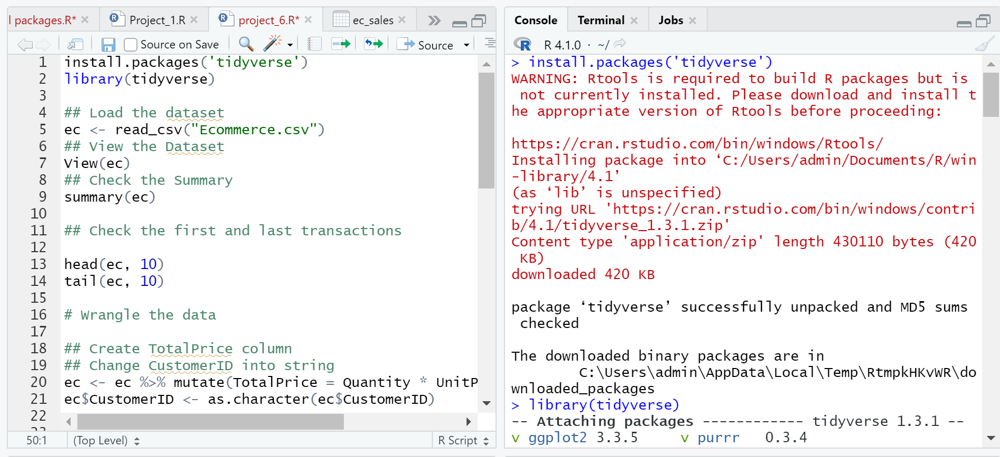 l packages.R*
Project_1.R
project_6.R*
ec_sales
Source on Save
Source
1 install.packages('tidyverse')
2 library(tidyverse)
3
4 ## Load the dataset
5 ec <- read_csv("Ecommerce.csv")
6 ## View the Dataset
7 View(ec)
8 ## Check the Summary
9 summary(ec)
10
11 ## Check the first and last transactions
12
13 head(ec, 10)
14 tail(ec, 10)
15
16 # Wrangle the data
17
18 ## Create TotalPrice column
19 ## Change CustomerID into string
20 ec <- ec %>% mutate(TotalPrice = Quantity * UnitP
21 ec$CustomerID <- as.character(ec$CustomerID)
22
50:1 (Top Level) R Script
Console Terminal Jobs
R 4.1.0 · ~/
> install.packages('tidyverse')
WARNING: Rtools is required to build R packages but is
not currently installed. Please download and install t
he appropriate version of Rtools before proceeding:
https://cran.rstudio.com/bin/windows/Rtools/
Installing package into ‘C:/Users/admin/Documents/R/win
-library/4.1’
(as ‘lib’ is unspecified)
trying URL 'https://cran.rstudio.com/bin/windows/contri
b/4.1/tidyverse_1.3.1.zip'
Content type 'application/zip' length 430110 bytes (420
KB)
downloaded 420 KB
package ‘tidyverse’ successfully unpacked and MD5 sums
checked
The downloaded binary packages are in
C:\Users\admin\AppData\Local\Temp\RtmpkHKvWR\do
wnloaded_packages
> library(tidyverse)
-- Attaching packages ------------ tidyverse 1.3.1 --
v ggplot2 3.3.5 v purrr 0.3.4